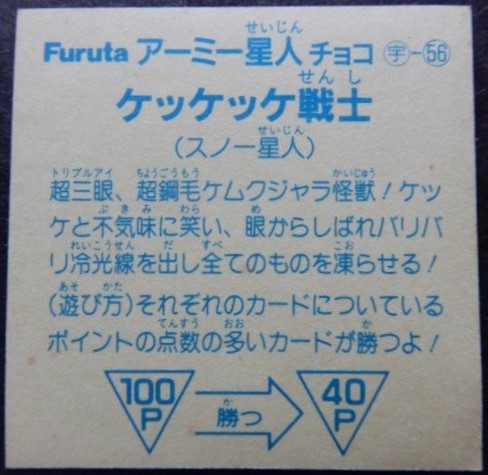 Furuta アーミー星人チョコ ㊫-56
ケッケッケ戦士
(スノー星人)
超三眼、超鋼毛ケムクジャラ怪獣！ケッ
ケと不気味に笑い、眼からしばれバリバ
リ冷光線を出し全てのものを凍らせる！
(遊び方)それぞれのカードについている
ポイントの点数の多いカードが勝つよ！
100P 勝つ 40P